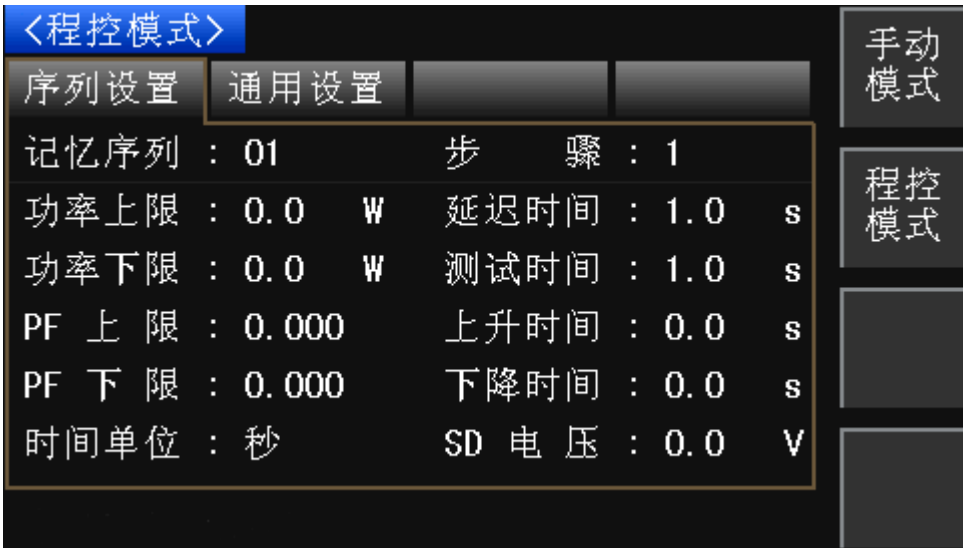 <程控模式>
序列设置 通用设置
记忆序列 : 01 步 骤 : 1
功率上限 : 0.0 W 延迟时间 : 1.0 s
功率下限 : 0.0 W 测试时间 : 1.0 s
PF 上 限 : 0.000 上升时间 : 0.0 s
PF 下 限 : 0.000 下降时间 : 0.0 s
时间单位 : 秒 SD 电 压 : 0.0 V
手动
模式
程控
模式